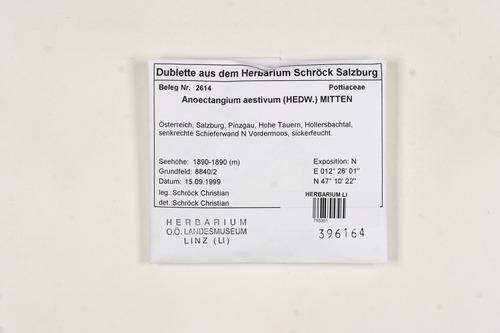 Dublette aus dem Herbarium Schröck Salzburg
Beleg Nr. 2614 Pottiaceae
Anoectangium aestivum (HEDW.) MITTEN
Österreich, Salzburg, Pinzgau, Hohe Tauern, Hollersbachtal,
senkrechte Schieferwand N Vordermoos, sickerfeucht.
Seehöhe: 1890-1890 (m) Exposition: N
Grundfeld: 8840/2 E 012° 26' 01''
Datum: 15.09.1999 N 47° 10' 22''
leg.:Schröck Christian
det.:Schröck Christian
HERBARIUM LI
HERBARIUM
O.Ö. LANDESMUSEUM
LINZ (LI)
396164